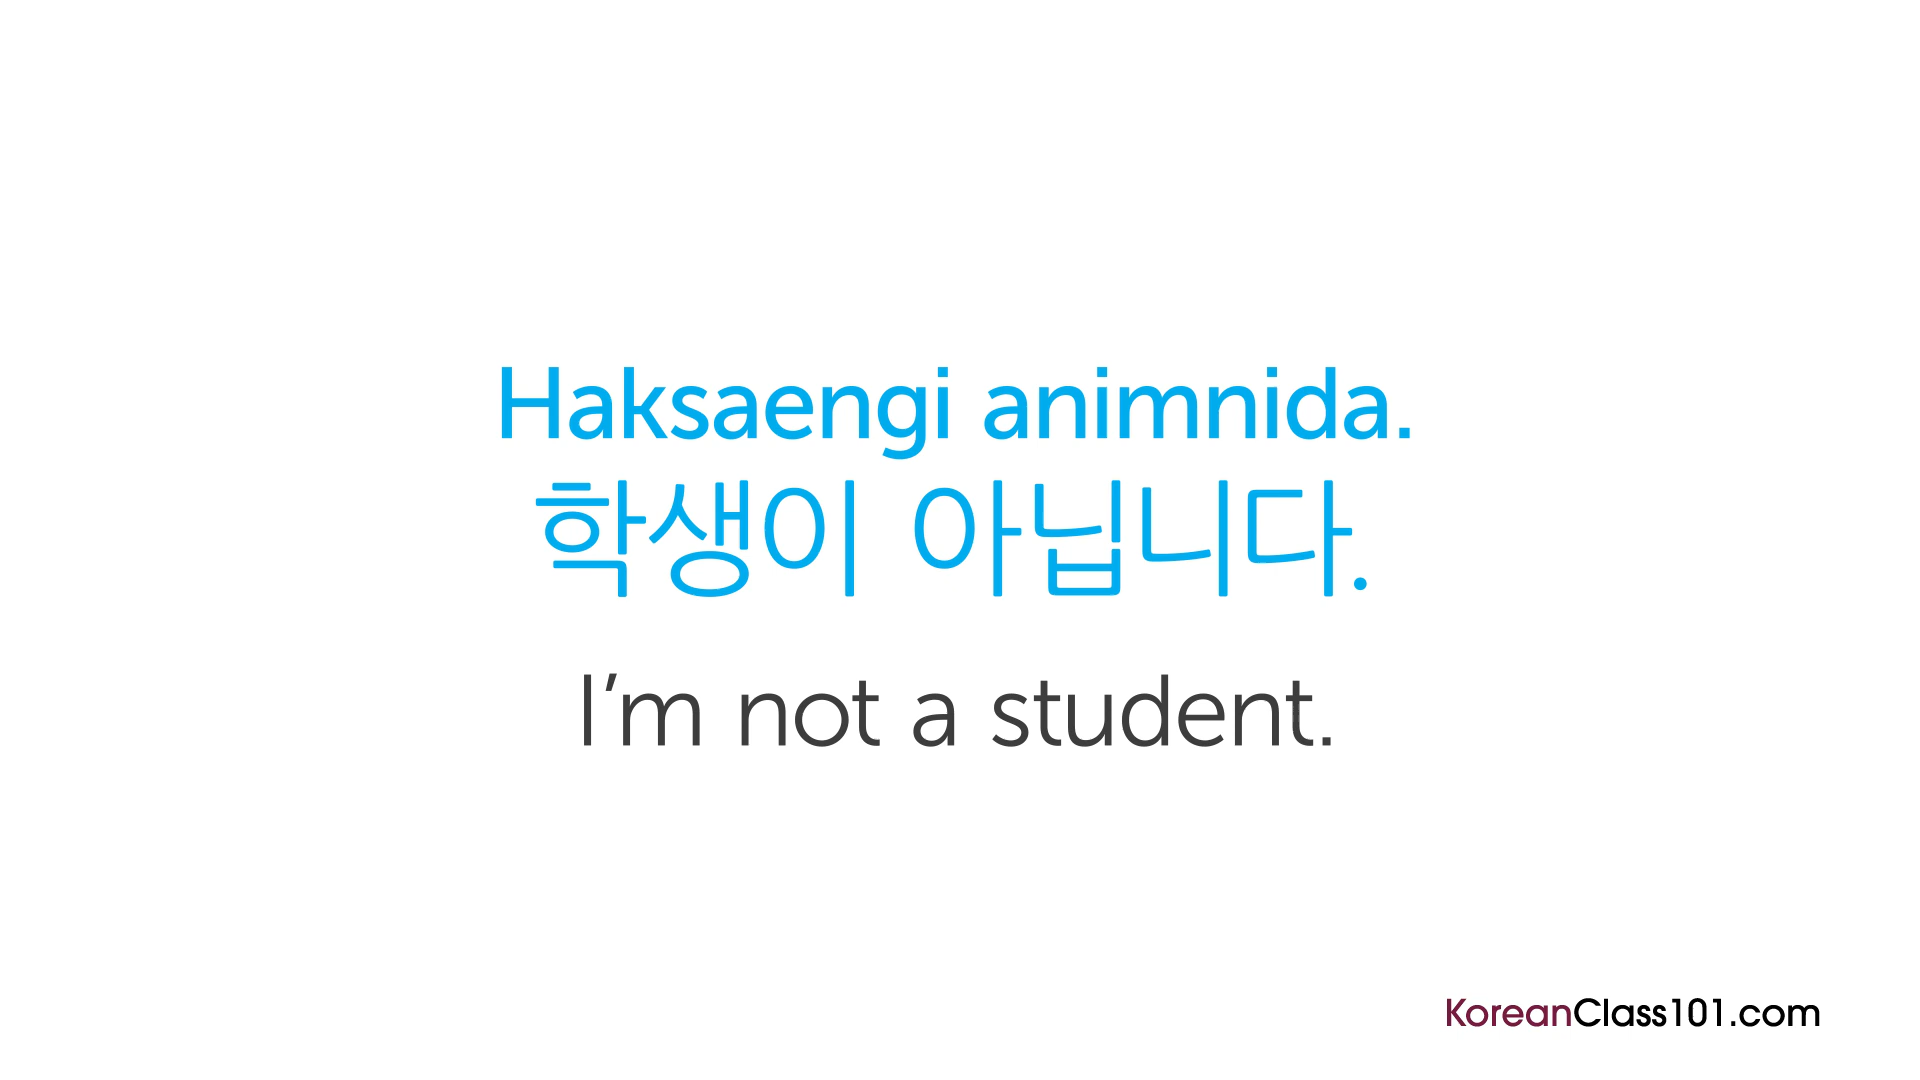 Haksaengi animnida.
학생이 아닙니다.
I’m not a student.
KoreanClass101.com